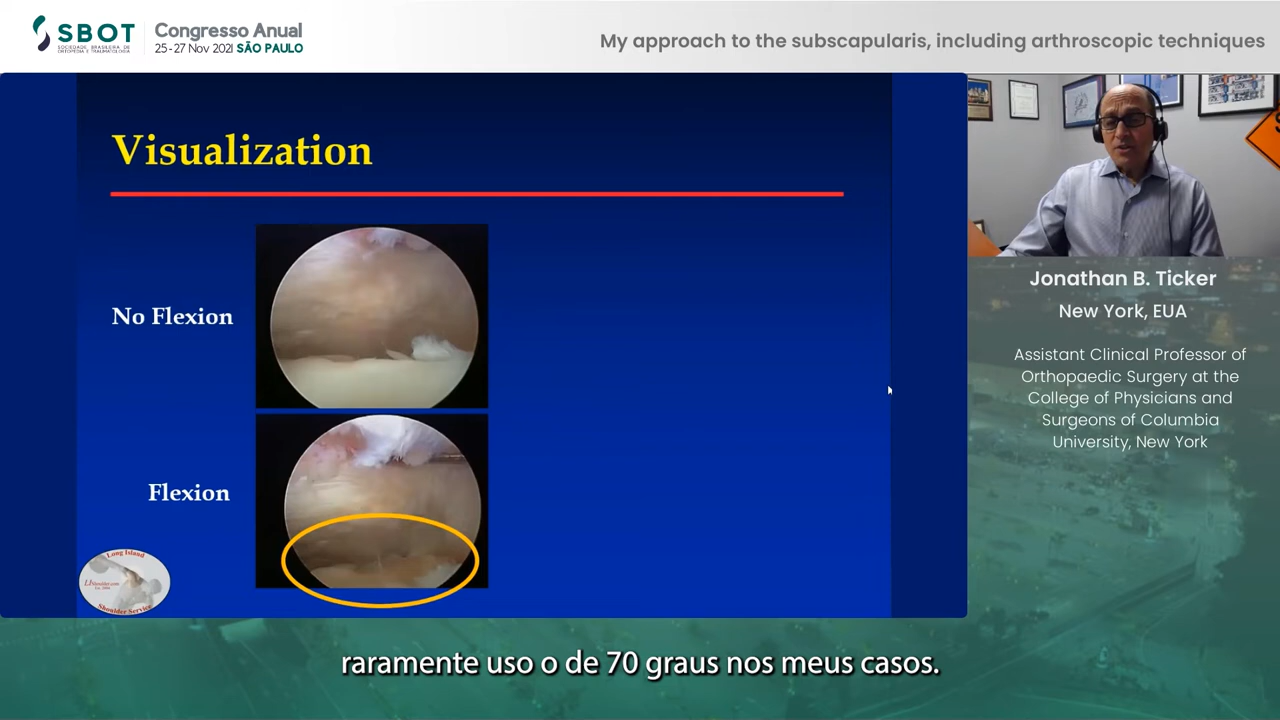 SBOT
SOCIEDADE BRASILEIRA DE
ORTOPEDIA E TRAUMATOLOGIA
Congresso Anual
25-27 Nov 2021 SÃO PAULO
My approach to the subscapularis, including arthroscopic techniques
Visualization
No Flexion
Flexion
Long Island
LIShoulder.com
Shoulder Service
Jonathan B. Ticker
New York, EUA
Assistant Clinical Professor of
Orthopaedic Surgery at the
College of Physicians and
Surgeons of Columbia
University, New York
raramente uso o de 70 graus nos meus casos.